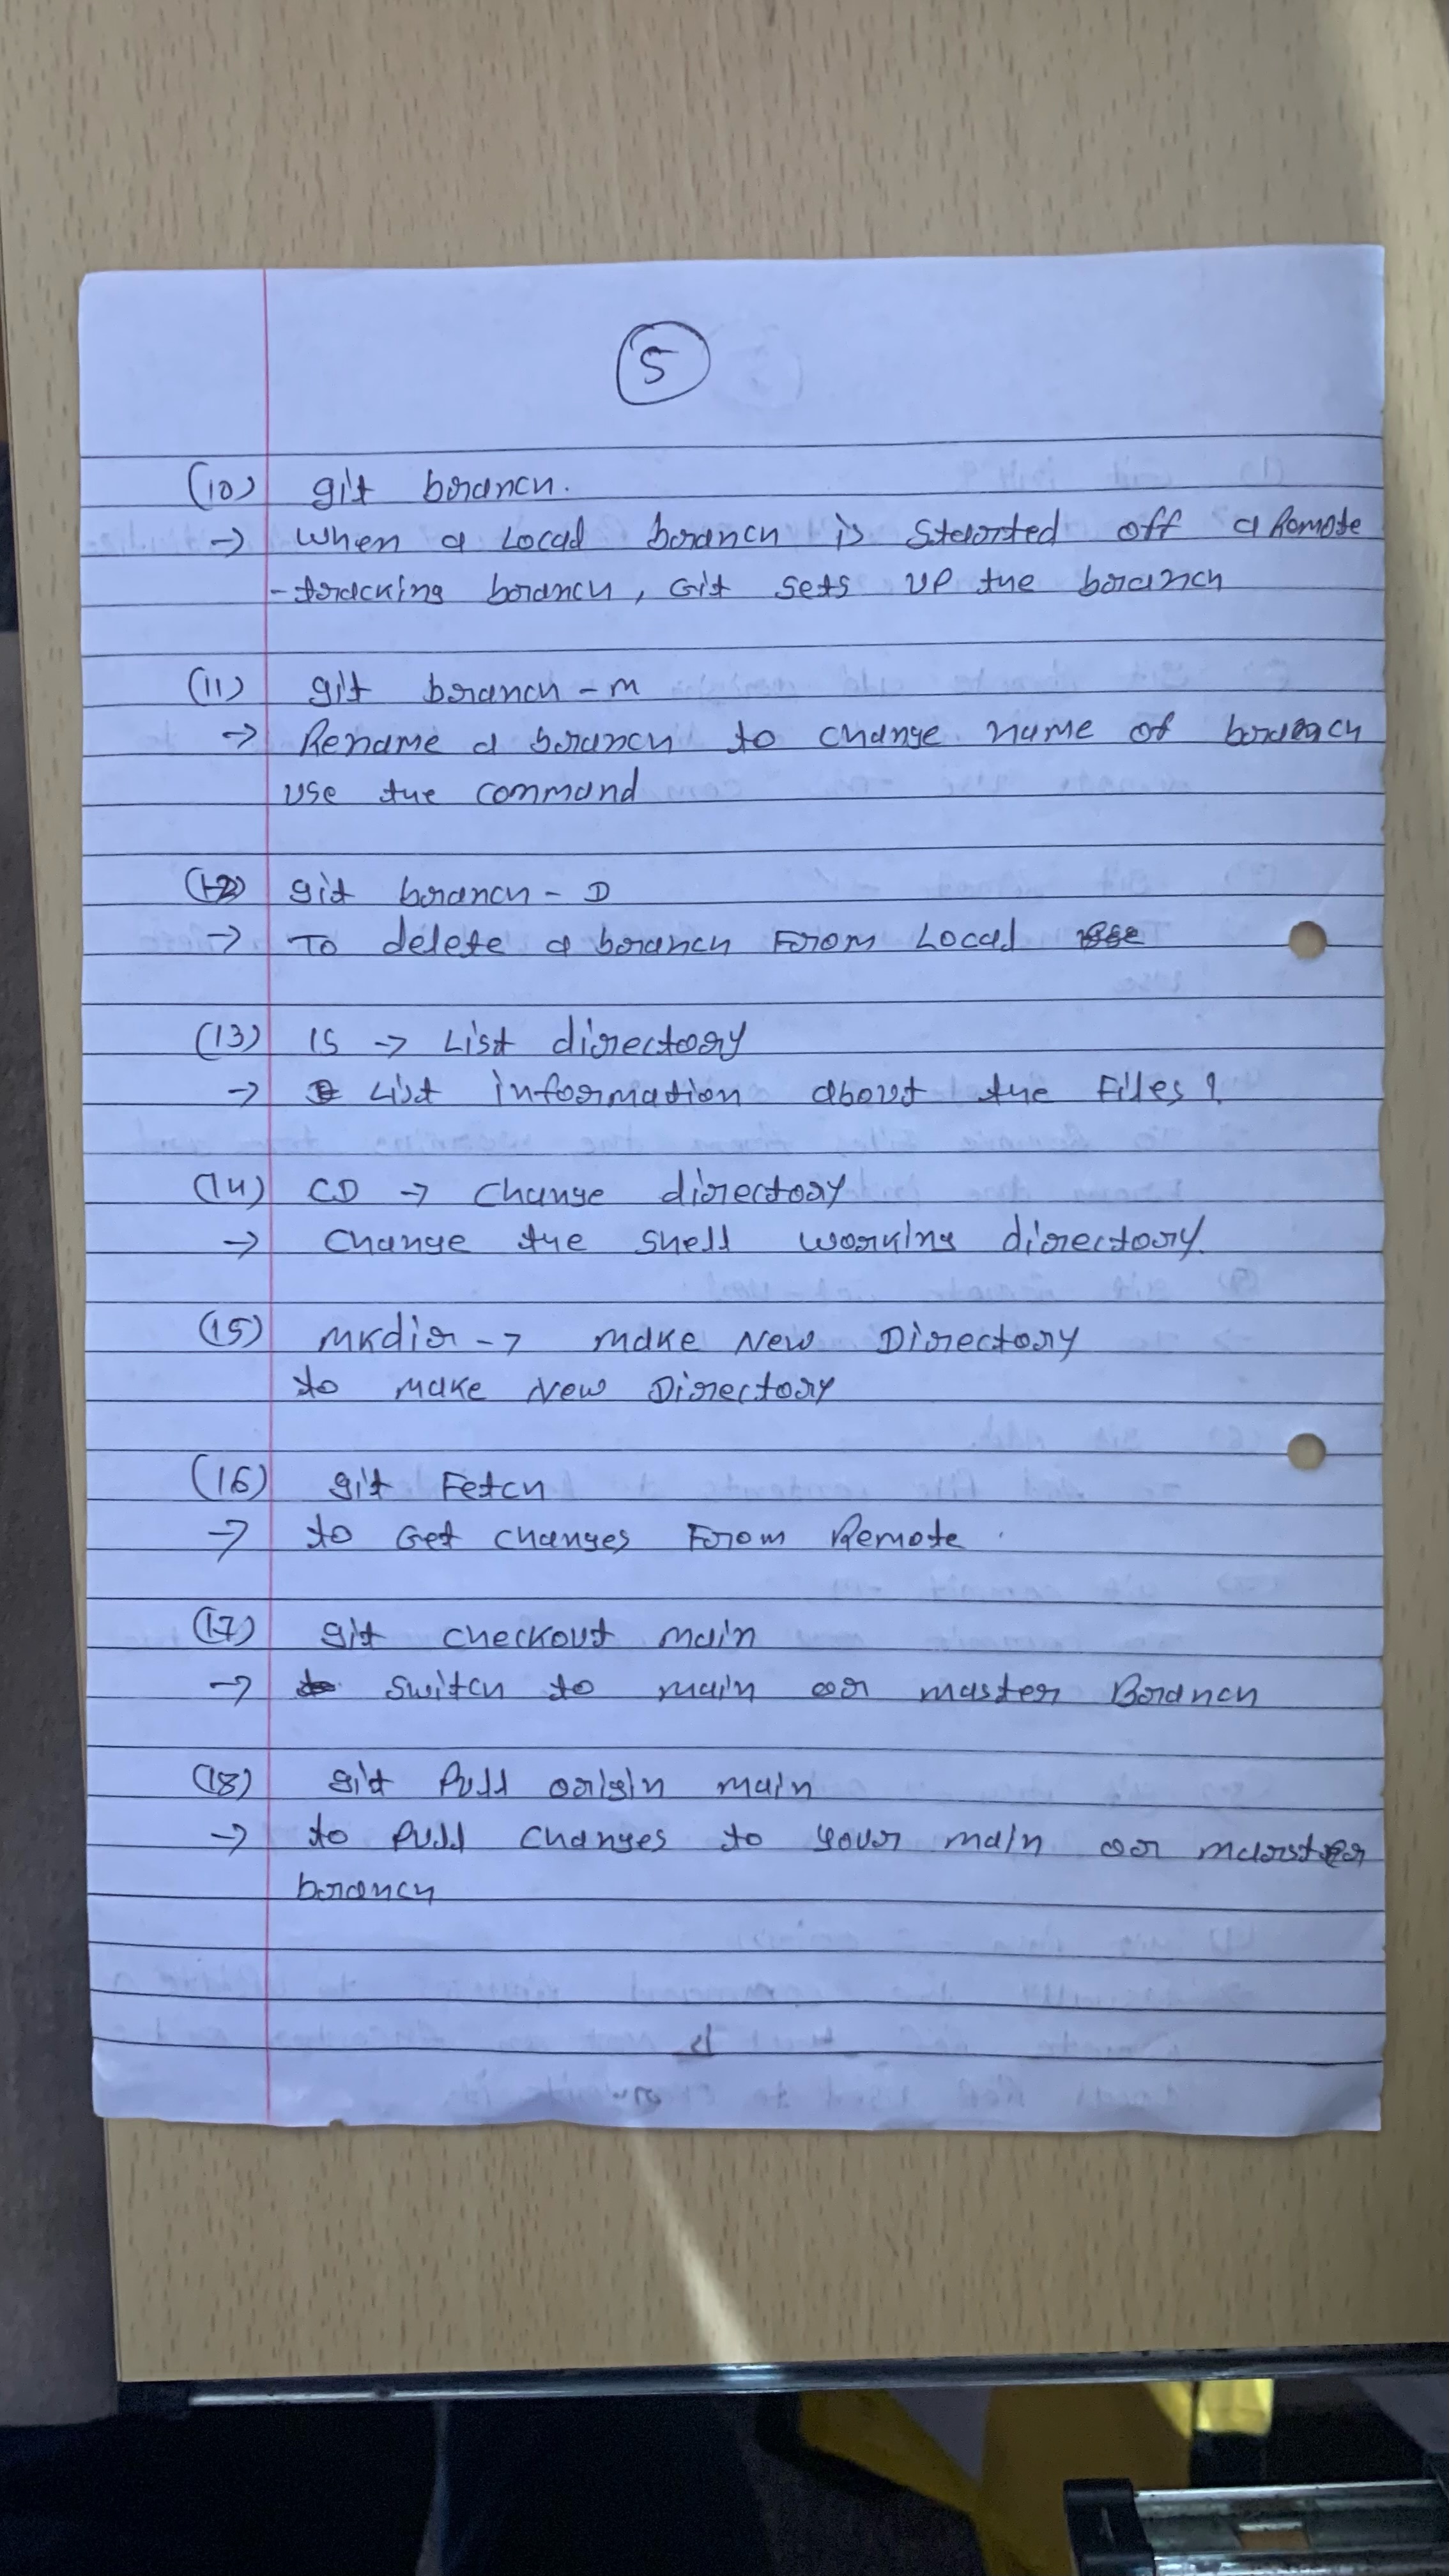 5
(10) git branch.
→ When a Local branch is Started off a Remote
-tracking branch, Git sets up the branch
(11) git branch -m
→ Rename a branch to change name of branch
use the command
(12) git branch - D
→ To delete a branch From Local
(13) ls → List directory
→ List information about the Files
(14) CD → Change directory
→ Change the shell working directory.
(15) mkdir → make New Directory
to make New Directory
(16) git Fetch
→ to Get changes From Remote.
(17) git checkout main
→ switch to main or master Branch
(18) git Pull origin main
→ to Pull changes to your main or master
branch